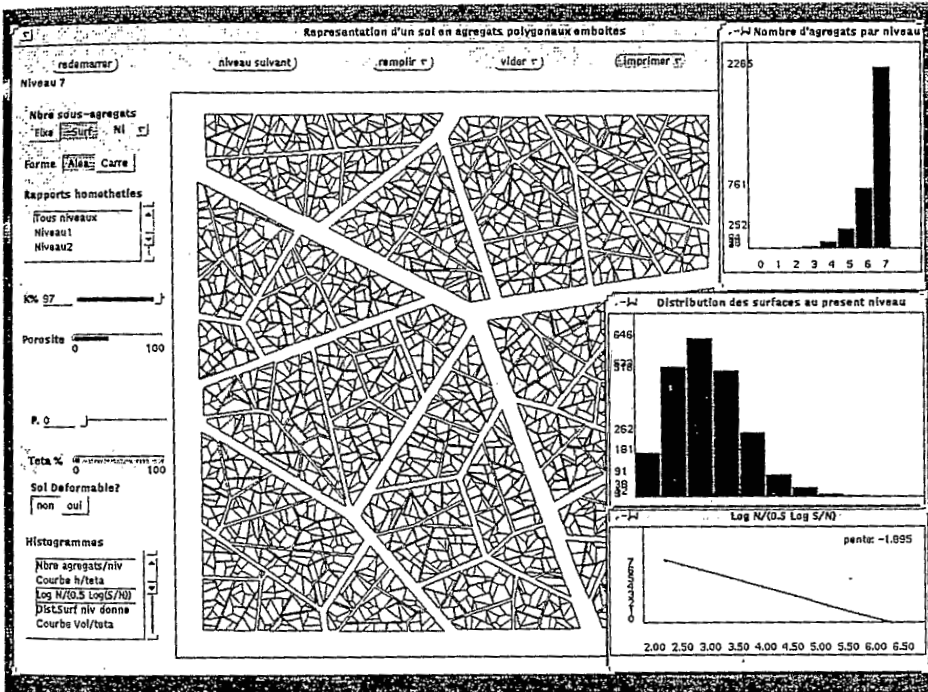 Representation d'un sol en agregats polygonaux emboites
redemarrer
niveau suivant
remplir
vider
imprimer
Niveau 7
Nbre sous-agregats
Fixe Surf Ni
Forme Alea Carre
Rapports homotheties
Tous niveaux
Niveau1
Niveau2
K% 97
Porosite
0 100
P. 0
Teta %
0 100
Sol Deformable?
non oui
Histogrammes
Nbre agregats/niv
Courbe h/teta
Log N/(0.5 Log(S/N))
Dist.Surf niv donne
Courbe Vol/teta
Nombre d'agregats par niveau
2265
761
252
0 1 2 3 4 5 6 7
Distribution des surfaces au present niveau
646
262
181
91
Log N/(0.5 Log S/N)
pente: -1.895
2.00 2.50 3.00 3.50 4.00 4.50 5.00 5.50 6.00 6.50